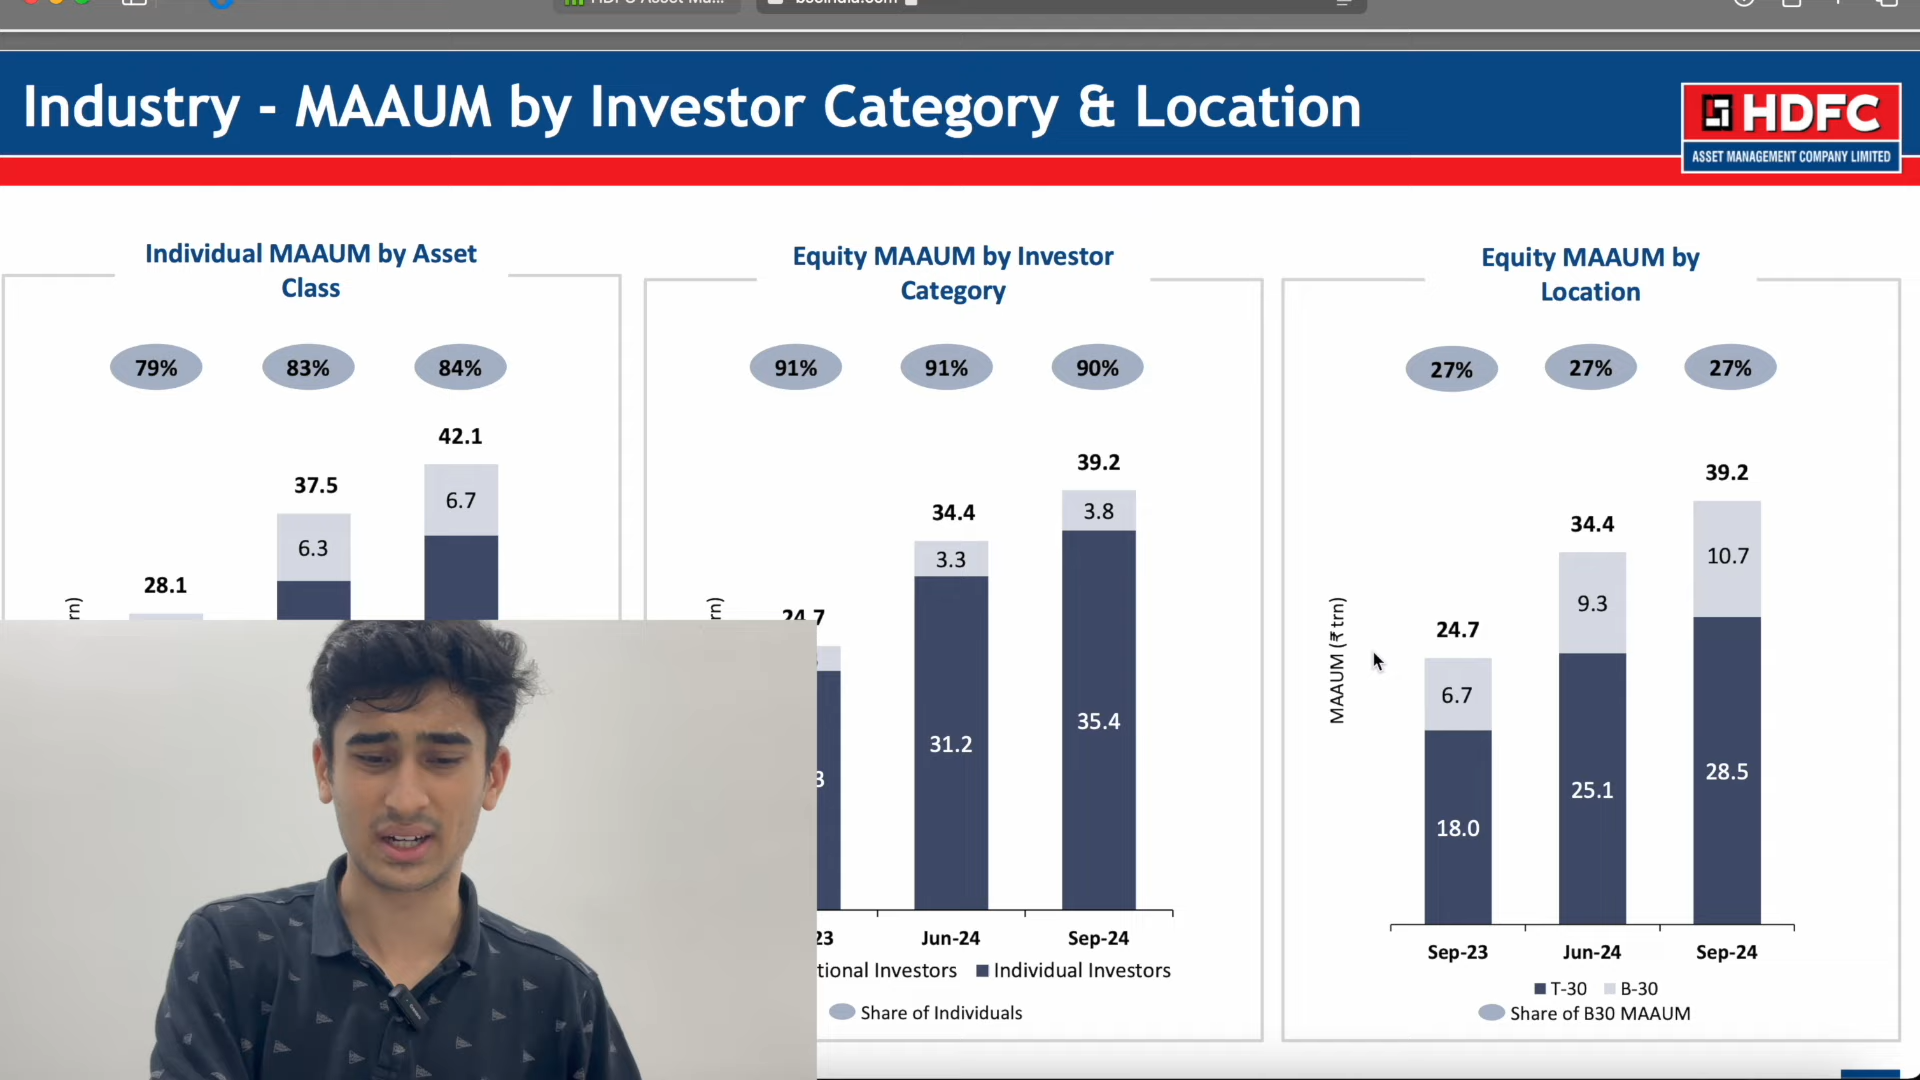 Industry - MAAUM by Investor Category & Location
HDFC
ASSET MANAGEMENT COMPANY LIMITED
Individual MAAUM by Asset
Class
79% 83% 84%
42.1
37.5
6.7
6.3
28.1
Equity MAAUM by Investor
Category
91% 91% 90%
39.2
34.4
3.8
3.3
24.7
35.4
31.2
Jun-24 Sep-24
Individual Investors
Share of Individuals
Equity MAAUM by
Location
27% 27% 27%
39.2
34.4
10.7
9.3
24.7
MAAUM (₹ trn)
6.7
28.5
25.1
18.0
Sep-23 Jun-24 Sep-24
T-30 B-30
Share of B30 MAAUM